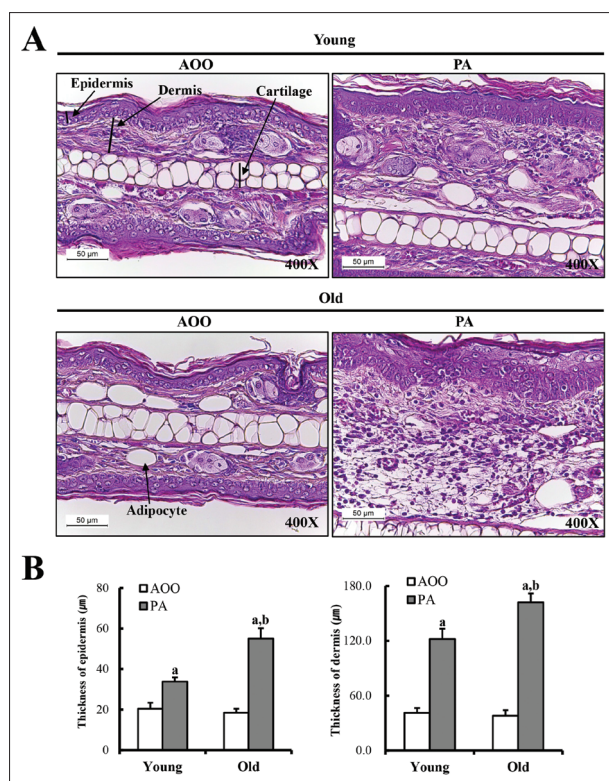 A
Young
AOO
PA
Epidermis
Dermis
Cartilage
50 μm
400X
50 μm
400X
Old
AOO
PA
Adipocyte
50 μm
400X
50 μm
400X
B
Thickness of epidermis (μm)
80
60
40
20
0
AOO
PA
a
a,b
Young
Old
Thickness of dermis (μm)
180.0
120.0
60.0
0.0
AOO
PA
a
a,b
Young
Old